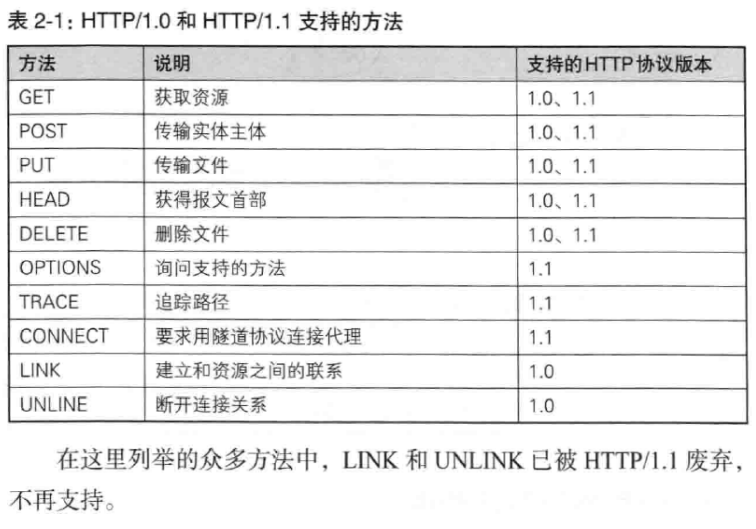 表 2-1：HTTP/1.0 和 HTTP/1.1 支持的方法
方法 说明 支持的HTTP协议版本
GET 获取资源 1.0、1.1
POST 传输实体主体 1.0、1.1
PUT 传输文件 1.0、1.1
HEAD 获得报文首部 1.0、1.1
DELETE 删除文件 1.0、1.1
OPTIONS 询问支持的方法 1.1
TRACE 追踪路径 1.1
CONNECT 要求用隧道协议连接代理 1.1
LINK 建立和资源之间的联系 1.0
UNLINE 断开连接关系 1.0
在这里列举的众多方法中，LINK 和 UNLINK 已被 HTTP/1.1 废弃，
不再支持。